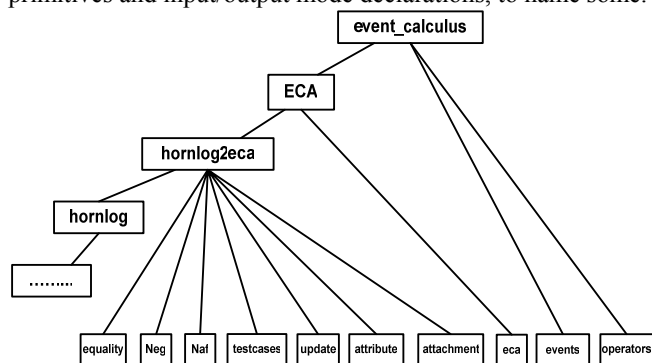 primitives and input/output mode declarations, to name some.
event_calculus
ECA
hornlog2eca
hornlog
.........
equality Neg Naf testcases update attribute attachment eca events operators